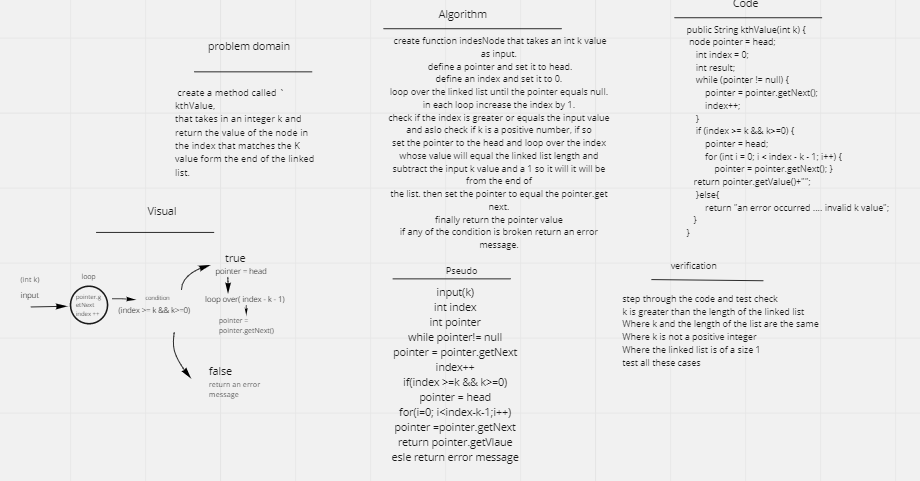 problem domain
create a method called `
kthValue,
that takes in an integer k and
return the value of the node in
the index that matches the K
value form the end of the linked
list.
Visual
(int k)
input
loop
pointer.g
etNext
index ++
condition
(index >= k && k>=0)
true
pointer = head
loop over( index - k - 1)
pointer =
pointer.getNext()
false
return an error
message
Algorithm
create function indesNode that takes an int k value
as input.
define a pointer and set it to head.
define an index and set it to 0.
loop over the linked list until the pointer equals null.
in each loop increase the index by 1.
check if the index is greater or equals the input value
and aslo check if k is a positive number, if so
set the pointer to the head and loop over the index
whose value will equal the linked list length and
subtract the input k value and a 1 so it will it will be
from the end of
the list. then set the pointer to equal the pointer.get
next.
finally return the pointer value
if any of the condition is broken return an error
message.
Pseudo
input(k)
int index
int pointer
while pointer!= null
pointer = pointer.getNext
index++
if(index >=k && k>=0)
pointer = head
for(i=0; i<index-k-1;i++)
pointer =pointer.getNext
return pointer.getVlaue
esle return error message
Code
public String kthValue(int k) {
node pointer = head;
int index = 0;
int result;
while (pointer != null) {
pointer = pointer.getNext();
index++;
}
if (index >= k && k>=0) {
pointer = head;
for (int i = 0; i < index - k - 1; i++) {
pointer = pointer.getNext(); }
return pointer.getValue()+"";
}else{
return "an error occurred .... invalid k value";
}
}
verification
step through the code and test check
k is greater than the length of the linked list
Where k and the length of the list are the same
Where k is not a positive integer
Where the linked list is of a size 1
test all these cases